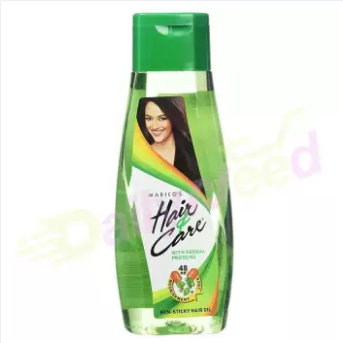 MARICO'S
Hair
&
Care
WITH HERBAL
PROTEINS
48
NON-STICKY HAIR OIL